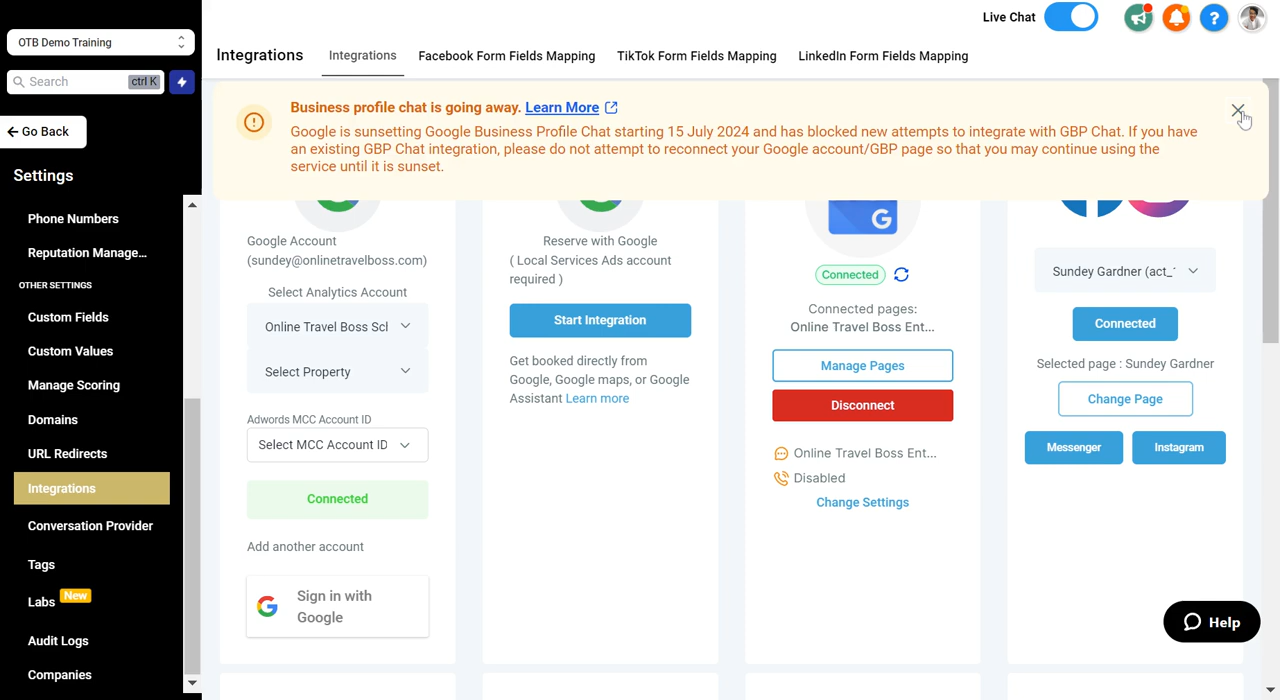 Live Chat
OTB Demo Training
Search
ctrl K
Go Back
Settings
Phone Numbers
Reputation Manage...
OTHER SETTINGS
Custom Fields
Custom Values
Manage Scoring
Domains
URL Redirects
Integrations
Conversation Provider
Tags
Labs New
Audit Logs
Companies
Integrations
Integrations
Facebook Form Fields Mapping
TikTok Form Fields Mapping
LinkedIn Form Fields Mapping
Business profile chat is going away. Learn More
Google is sunsetting Google Business Profile Chat starting 15 July 2024 and has blocked new attempts to integrate with GBP Chat. If you have
an existing GBP Chat integration, please do not attempt to reconnect your Google account/GBP page so that you may continue using the
service until it is sunset.
Google Account
(sundey@onlinetravelboss.com)
Select Analytics Account
Online Travel Boss Scl
Select Property
Adwords MCC Account ID
Select MCC Account ID
Connected
Add another account
Sign in with
Google
Reserve with Google
( Local Services Ads account
required )
Start Integration
Get booked directly from
Google, Google maps, or Google
Assistant Learn more
G
Connected
Connected pages:
Online Travel Boss Ent...
Manage Pages
Disconnect
Online Travel Boss Ent...
Disabled
Change Settings
Sundey Gardner (act_
Connected
Selected page : Sundey Gardner
Change Page
Messenger
Instagram
Help